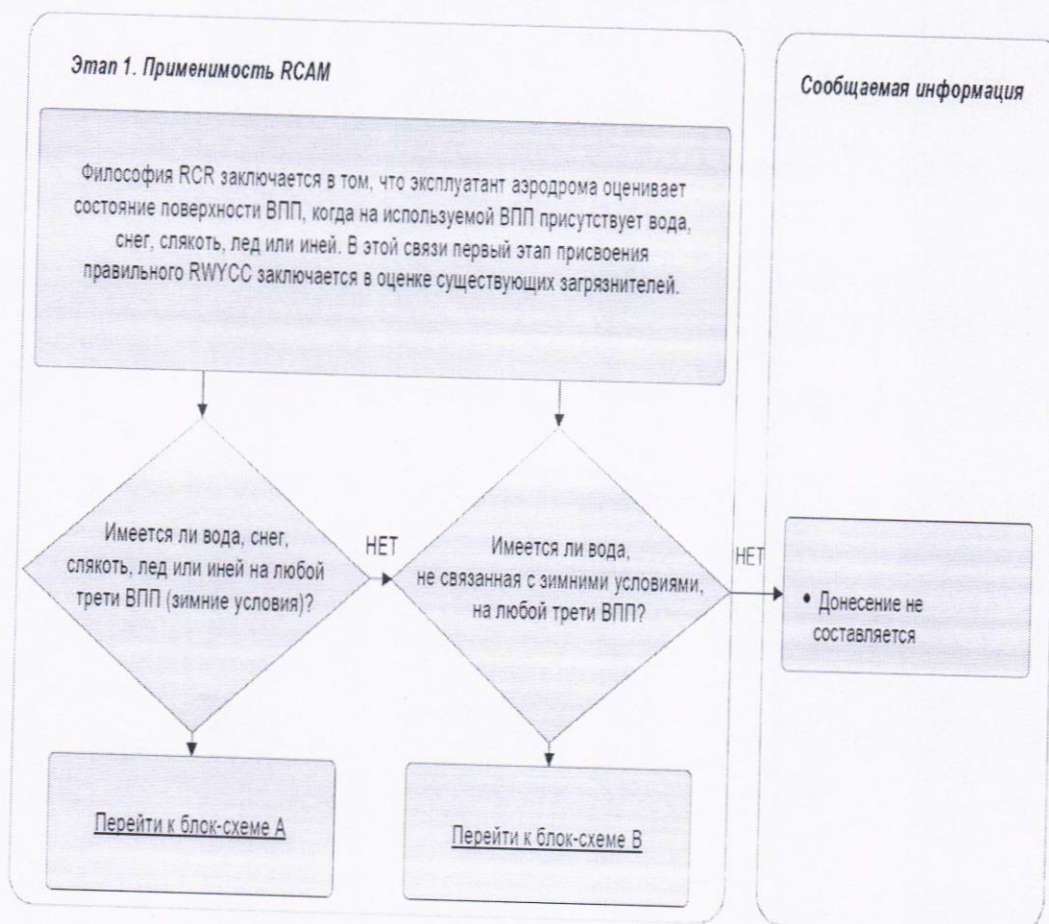 Этап 1. Применимость RCAM
Сообщаемая информация
Философия RCR заключается в том, что эксплуатант аэродрома оценивает
состояние поверхности ВПП, когда на используемой ВПП присутствует вода,
снег, слякоть, лед или иней. В этой связи первый этап присвоения
правильного RWYCC заключается в оценке существующих загрязнителей.
Имеется ли вода, снег,
слякоть, лед или иней на любой
трети ВПП (зимние условия)?
НЕТ
Имеется ли вода,
не связанная с зимними условиями,
на любой трети ВПП?
НЕТ
• Донесение не
составляется
Перейти к блок-схеме А
Перейти к блок-схеме В